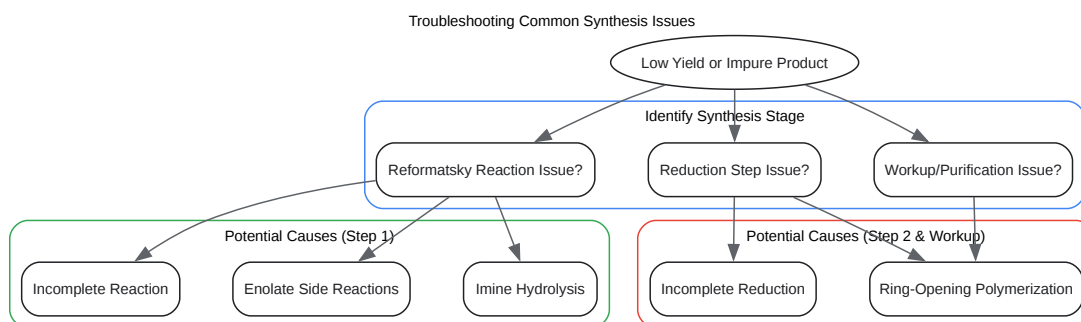 Troubleshooting Common Synthesis Issues
Low Yield or Impure Product
Identify Synthesis Stage
Reformatsky Reaction Issue?
Reduction Step Issue?
Workup/Purification Issue?
Potential Causes (Step 1)
Potential Causes (Step 2 & Workup)
Incomplete Reaction
Enolate Side Reactions
Imine Hydrolysis
Incomplete Reduction
Ring-Opening Polymerization